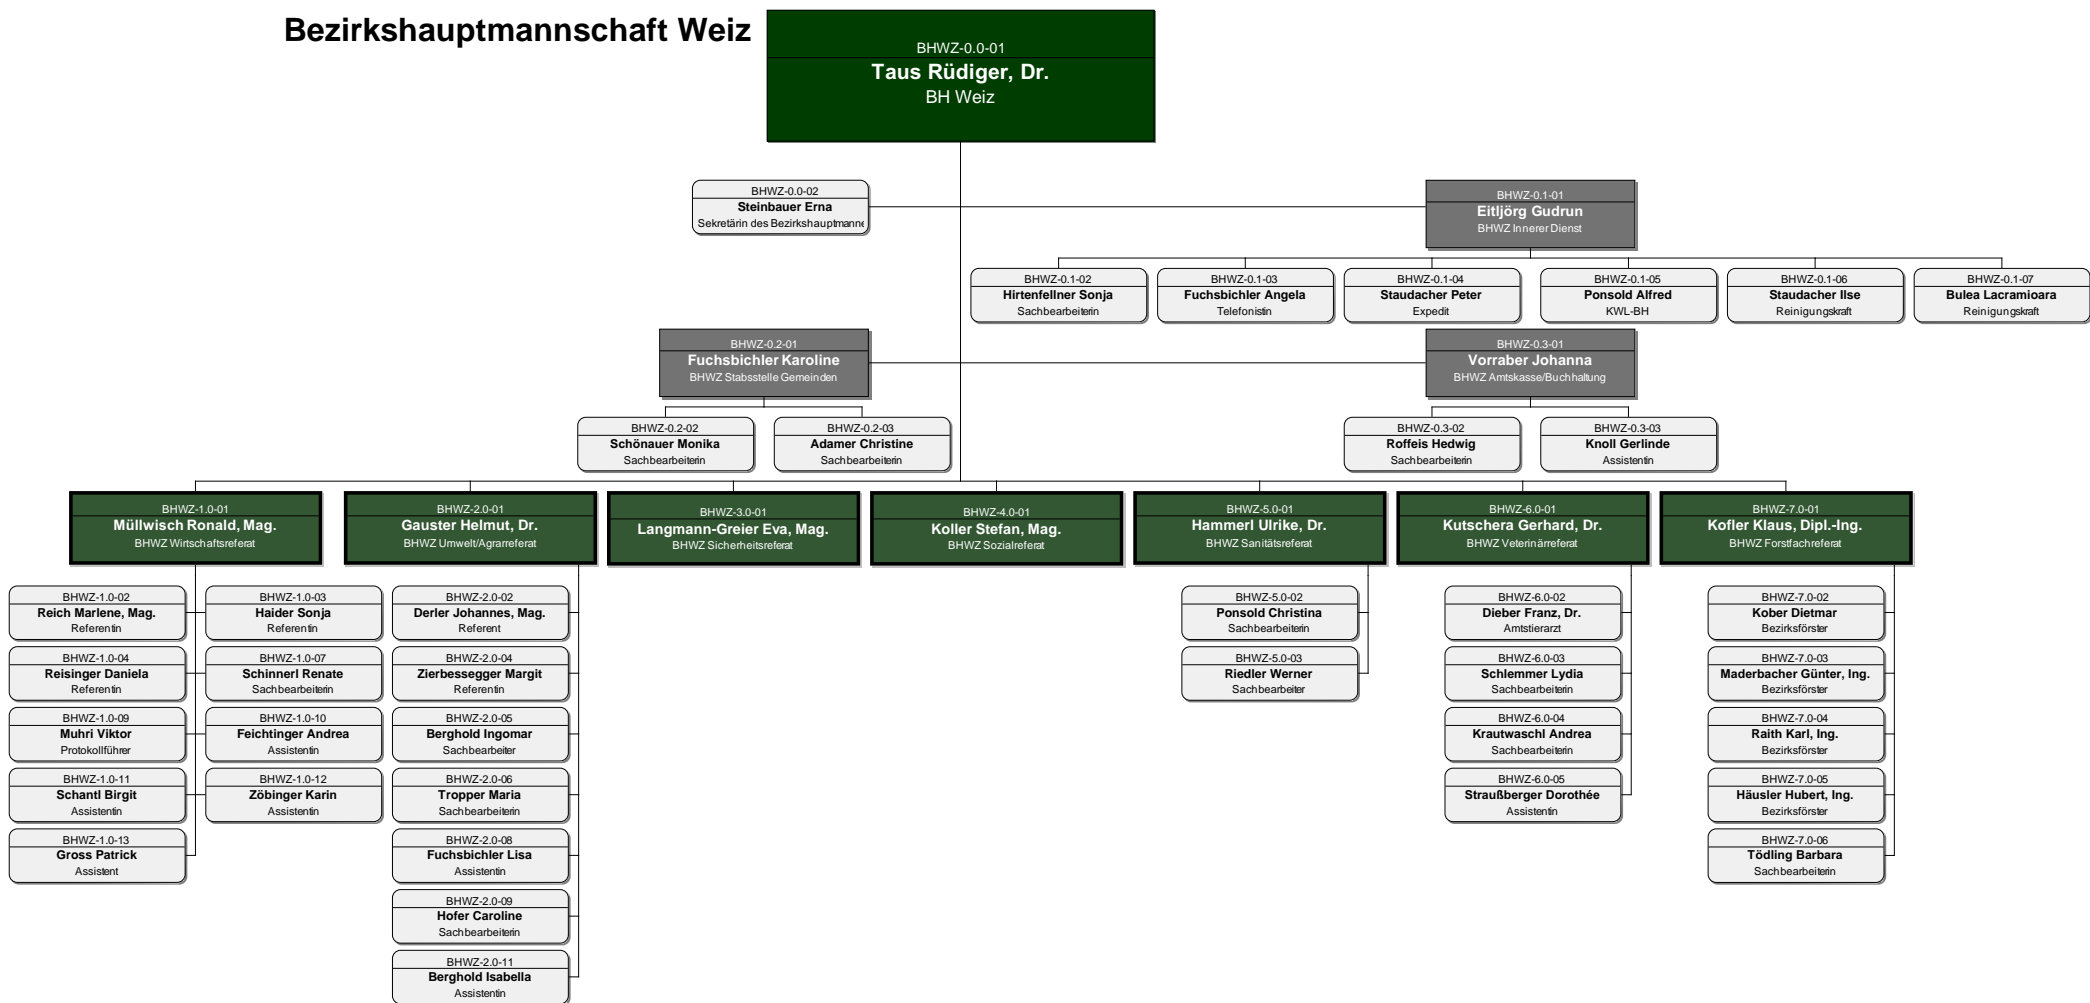 Bezirkshauptmannschaft Weiz
BHWZ-0.0-01
Taus Rüdiger, Dr.
BH Weiz
BHWZ-0.0-02
Steinbauer Erna
Sekretärin des Bezirkshauptmanne
BHWZ-0.1-01
Eitljörg Gudrun
BHWZ Innerer Dienst
BHWZ-0.1-02
Hirtenfellner Sonja
Sachbearbeiterin
BHWZ-0.1-03
Fuchsbichler Angela
Telefonistin
BHWZ-0.1-04
Staudacher Peter
Expedit
BHWZ-0.1-05
Ponsold Alfred
KWL-BH
BHWZ-0.1-06
Staudacher Ilse
Reinigungskraft
BHWZ-0.1-07
Bulea Lacramioara
Reinigungskraft
BHWZ-0.2-01
Fuchsbichler Karoline
BHWZ Stabsstelle Gemeinden
BHWZ-0.3-01
Vorraber Johanna
BHWZ Amtskasse/Buchhaltung
BHWZ-0.2-02
Schönauer Monika
Sachbearbeiterin
BHWZ-0.2-03
Adamer Christine
Sachbearbeiterin
BHWZ-0.3-02
Roffeis Hedwig
Sachbearbeiterin
BHWZ-0.3-03
Knoll Gerlinde
Assistentin
BHWZ-1.0-01
Müllwisch Ronald, Mag.
BHWZ Wirtschaftsreferat
BHWZ-2.0-01
Gauster Helmut, Dr.
BHWZ Umwelt/Agrarreferat
BHWZ-3.0-01
Langmann-Greier Eva, Mag.
BHWZ Sicherheitsreferat
BHWZ-4.0-01
Koller Stefan, Mag.
BHWZ Sozialreferat
BHWZ-5.0-01
Hammerl Ulrike, Dr.
BHWZ Sanitätsreferat
BHWZ-6.0-01
Kutschera Gerhard, Dr.
BHWZ Veterinärreferat
BHWZ-7.0-01
Kofler Klaus, Dipl.-Ing.
BHWZ Forstfachreferat
BHWZ-1.0-02
Reich Marlene, Mag.
Referentin
BHWZ-1.0-03
Haider Sonja
Referentin
BHWZ-1.0-04
Reisinger Daniela
Referentin
BHWZ-1.0-07
Schinnerl Renate
Sachbearbeiterin
BHWZ-1.0-09
Muhri Viktor
Protokollführer
BHWZ-1.0-10
Feichtinger Andrea
Assistentin
BHWZ-1.0-11
Schantl Birgit
Assistentin
BHWZ-1.0-12
Zöbinger Karin
Assistentin
BHWZ-1.0-13
Gross Patrick
Assistent
BHWZ-2.0-02
Derler Johannes, Mag.
Referent
BHWZ-2.0-04
Zierbessegger Margit
Referentin
BHWZ-2.0-05
Berghold Ingomar
Sachbearbeiter
BHWZ-2.0-06
Tropper Maria
Sachbearbeiterin
BHWZ-2.0-08
Fuchsbichler Lisa
Assistentin
BHWZ-2.0-09
Hofer Caroline
Sachbearbeiterin
BHWZ-2.0-11
Berghold Isabella
Assistentin
BHWZ-5.0-02
Ponsold Christina
Sachbearbeiterin
BHWZ-5.0-03
Riedler Werner
Sachbearbeiter
BHWZ-6.0-02
Dieber Franz, Dr.
Amtstierarzt
BHWZ-6.0-03
Schlemmer Lydia
Sachbearbeiterin
BHWZ-6.0-04
Krautwaschl Andrea
Sachbearbeiterin
BHWZ-6.0-05
Straußberger Dorothée
Assistentin
BHWZ-7.0-02
Kober Dietmar
Bezirksförster
BHWZ-7.0-03
Maderbacher Günter, Ing.
Bezirksförster
BHWZ-7.0-04
Raith Karl, Ing.
Bezirksförster
BHWZ-7.0-05
Häusler Hubert, Ing.
Bezirksförster
BHWZ-7.0-06
Tödling Barbara
Sachbearbeiterin